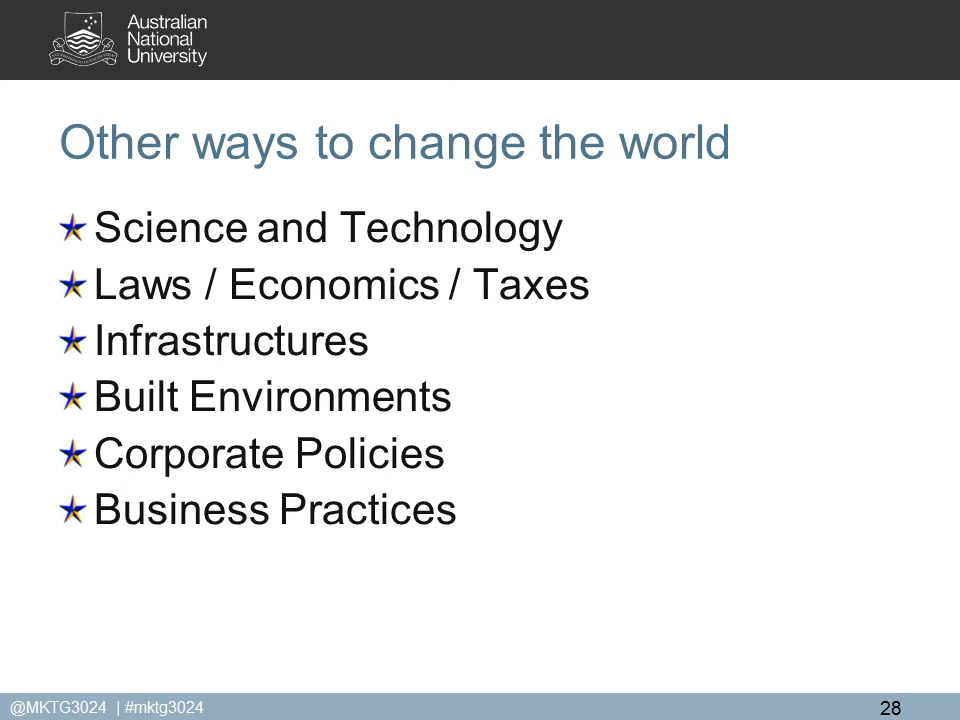 Australian
National
University
Other ways to change the world
Science and Technology
Laws / Economics / Taxes
Infrastructures
Built Environments
Corporate Policies
Business Practices
@MKTG3024 | #mktg3024
28